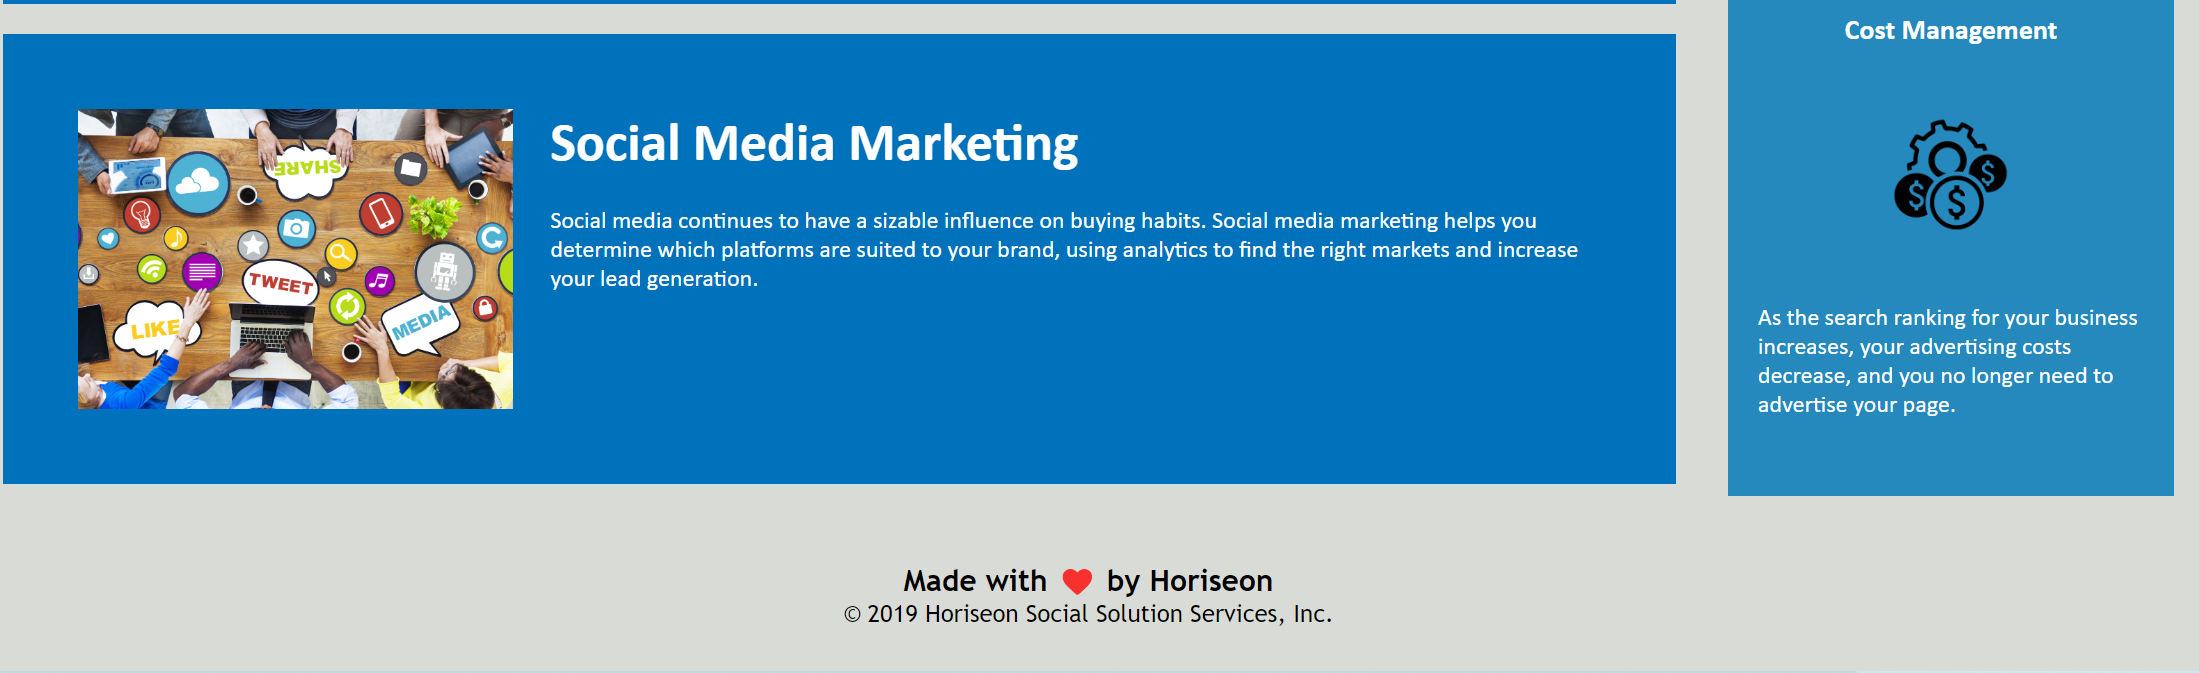 Cost Management
SHARE
TWEET
LIKE
MEDIA
Social Media Marketing
Social media continues to have a sizable influence on buying habits. Social media marketing helps you
determine which platforms are suited to your brand, using analytics to find the right markets and increase
your lead generation.
$
$
$
As the search ranking for your business
increases, your advertising costs
decrease, and you no longer need to
advertise your page.
Made with ❤ by Horiseon
© 2019 Horiseon Social Solution Services, Inc.